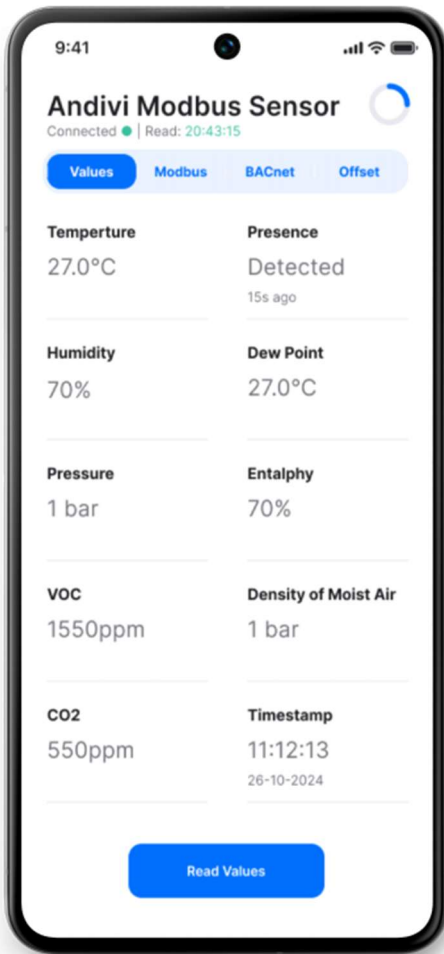 9:41
Andivi Modbus Sensor
Connected | Read: 20:43:15
Values Modbus BACnet Offset
Temperture Presence
27.0°C Detected
15s ago
Humidity Dew Point
70% 27.0°C
Pressure Entalphy
1 bar 70%
VOC Density of Moist Air
1550ppm 1 bar
CO2 Timestamp
550ppm 11:12:13
26-10-2024
Read Values